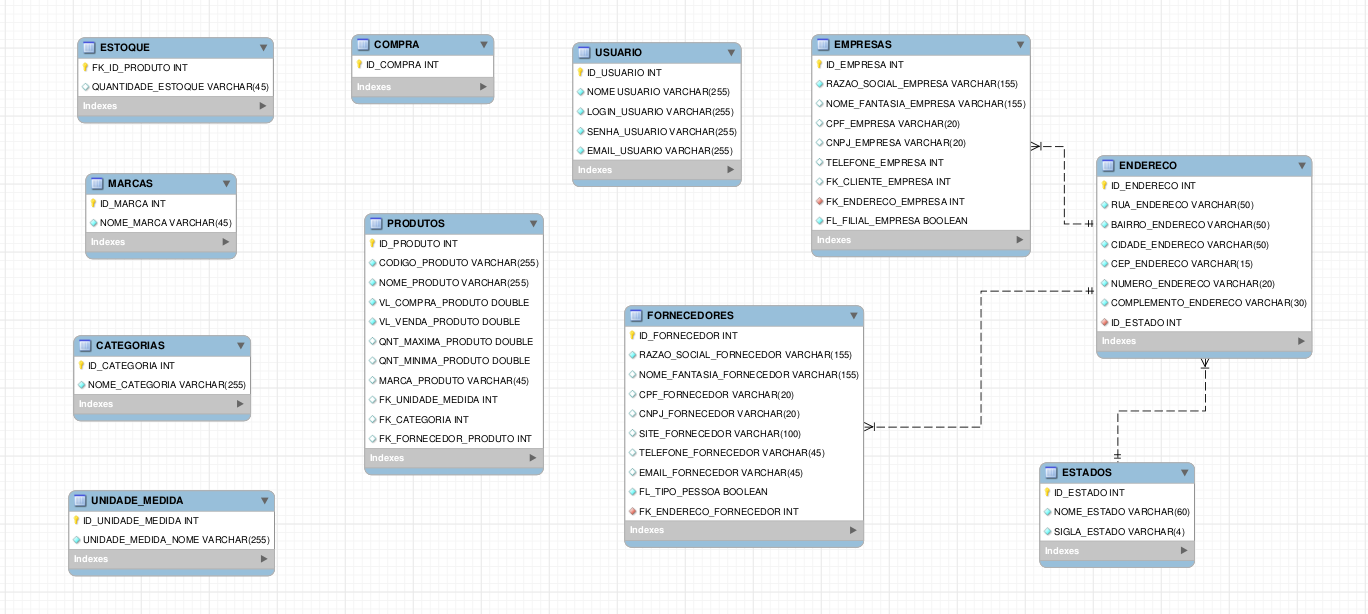 ESTOQUE
FK_ID_PRODUTO INT
QUANTIDADE_ESTOQUE VARCHAR(45)
Indexes
COMPRA
ID_COMPRA INT
Indexes
USUARIO
ID_USUARIO INT
NOME USUARIO VARCHAR(255)
LOGIN_USUARIO VARCHAR(255)
SENHA_USUARIO VARCHAR(255)
EMAIL_USUARIO VARCHAR(255)
Indexes
EMPRESAS
ID_EMPRESA INT
RAZAO_SOCIAL_EMPRESA VARCHAR(155)
NOME_FANTASIA_EMPRESA VARCHAR(155)
CPF_EMPRESA VARCHAR(20)
CNPJ_EMPRESA VARCHAR(20)
TELEFONE_EMPRESA INT
FK_CLIENTE_EMPRESA INT
FK_ENDERECO_EMPRESA INT
FL_FILIAL_EMPRESA BOOLEAN
Indexes
ENDERECO
ID_ENDERECO INT
RUA_ENDERECO VARCHAR(50)
BAIRRO_ENDERECO VARCHAR(50)
CIDADE_ENDERECO VARCHAR(50)
CEP_ENDERECO VARCHAR(15)
NUMERO_ENDERECO VARCHAR(20)
COMPLEMENTO_ENDERECO VARCHAR(30)
ID_ESTADO INT
Indexes
MARCAS
ID_MARCA INT
NOME_MARCA VARCHAR(45)
Indexes
PRODUTOS
ID_PRODUTO INT
CODIGO_PRODUTO VARCHAR(255)
NOME_PRODUTO VARCHAR(255)
VL_COMPRA_PRODUTO DOUBLE
VL_VENDA_PRODUTO DOUBLE
QNT_MAXIMA_PRODUTO DOUBLE
QNT_MINIMA_PRODUTO DOUBLE
MARCA_PRODUTO VARCHAR(45)
FK_UNIDADE_MEDIDA INT
FK_CATEGORIA INT
FK_FORNECEDOR_PRODUTO INT
Indexes
FORNECEDORES
ID_FORNECEDOR INT
RAZAO_SOCIAL_FORNECEDOR VARCHAR(155)
NOME_FANTASIA_FORNECEDOR VARCHAR(155)
CPF_FORNECEDOR VARCHAR(20)
CNPJ_FORNECEDOR VARCHAR(20)
SITE_FORNECEDOR VARCHAR(100)
TELEFONE_FORNECEDOR VARCHAR(45)
EMAIL_FORNECEDOR VARCHAR(45)
FL_TIPO_PESSOA BOOLEAN
FK_ENDERECO_FORNECEDOR INT
Indexes
CATEGORIAS
ID_CATEGORIA INT
NOME_CATEGORIA VARCHAR(255)
Indexes
UNIDADE_MEDIDA
ID_UNIDADE_MEDIDA INT
UNIDADE_MEDIDA_NOME VARCHAR(255)
Indexes
ESTADOS
ID_ESTADO INT
NOME_ESTADO VARCHAR(60)
SIGLA_ESTADO VARCHAR(4)
Indexes